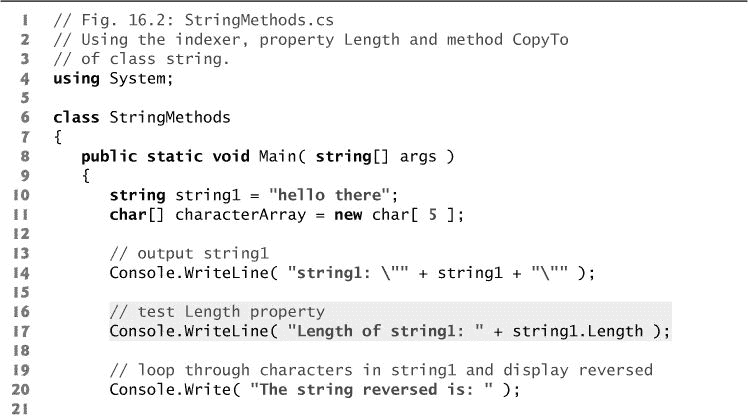 1 // Fig. 16.2: StringMethods.cs
2 // Using the indexer, property Length and method CopyTo
3 // of class string.
4 using System;
5
6 class StringMethods
7 {
8 public static void Main( string[] args )
9 {
10 string string1 = "hello there";
11 char[] characterArray = new char[ 5 ];
12
13 // output string1
14 Console.WriteLine( "string1: \"" + string1 + "\"" );
15
16 // test Length property
17 Console.WriteLine( "Length of string1: " + string1.Length );
18
19 // loop through characters in string1 and display reversed
20 Console.Write( "The string reversed is: " );
21